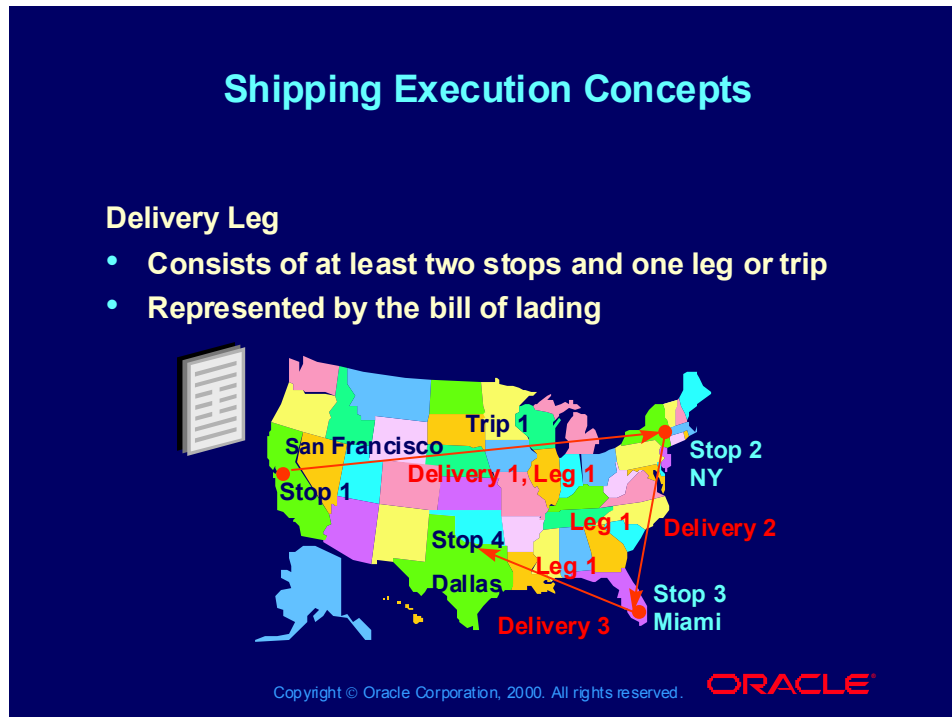 Shipping Execution Concepts
Delivery Leg
• Consists of at least two stops and one leg or trip
• Represented by the bill of lading
Trip 1
San Francisco
Stop 2
NY
Delivery 1, Leg 1
Stop 1
Leg 1
Delivery 2
Stop 4
Leg 1
Dallas
Stop 3
Miami
Delivery 3
Copyright © Oracle Corporation, 2000. All rights reserved.
ORACLE®